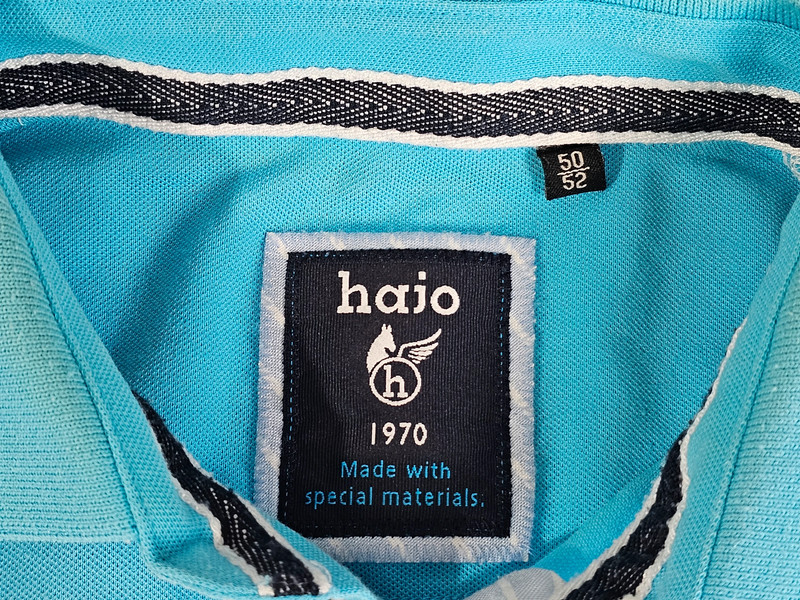 50
52
hajo
h
1970
Made with
special materials.